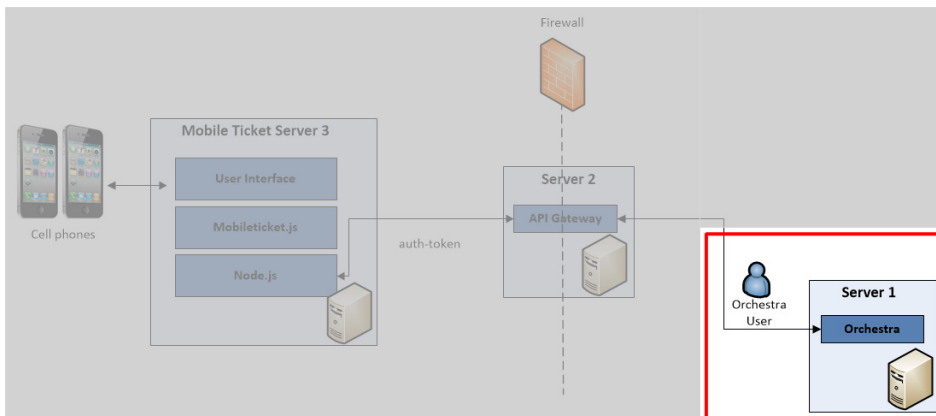 Firewall
Mobile Ticket Server 3
User Interface
Mobileticket.js
Node.js
Cell phones
auth-token
Server 2
API Gateway
Orchestra
User
Server 1
Orchestra